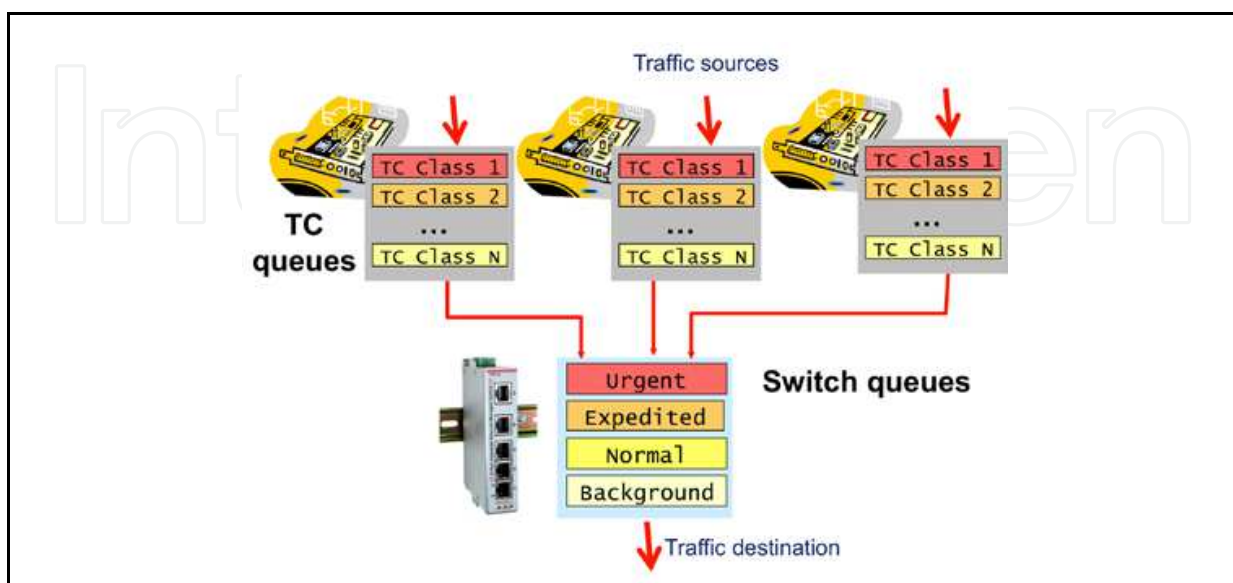 Traffic sources
TC Class 1
TC Class 2
...
TC Class N
TC Class 1
TC Class 2
...
TC Class N
TC Class 1
TC Class 2
...
TC Class N
TC
queues
Urgent
Expedited
Normal
Background
Switch queues
Traffic destination